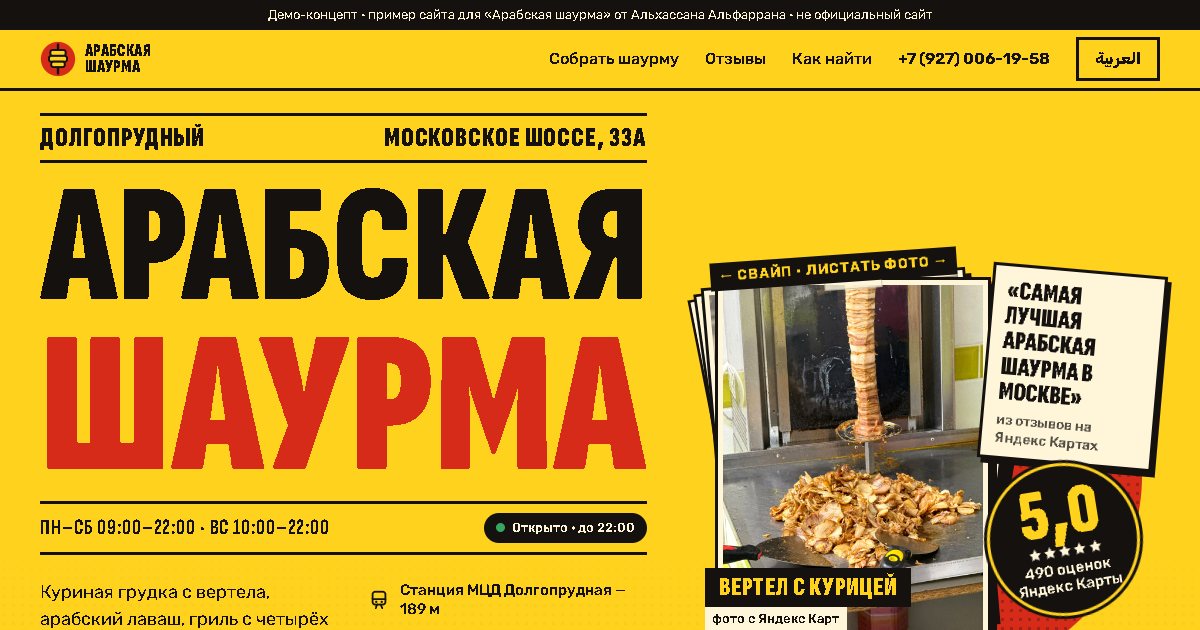 Демо-концепт • пример сайта для «Арабская шаурма» от Альхассана Альфаррана • не официальный сайт
АРАБСКАЯ
ШАУРМА
Собрать шаурму Отзывы Как найти +7 (927) 006-19-58 العربية
ДОЛГОПРУДНЫЙ МОСКОВСКОЕ ШОССЕ, 33А
АРАБСКАЯ
ШАУРМА
ПН–СБ 09:00–22:00 · ВС 10:00–22:00 Открыто • до 22:00
Куриная грудка с вертела,
арабский лаваш, гриль с четырёх
Станция МЦД Долгопрудная —
189 м
← СВАЙП • ЛИСТАТЬ ФОТО →
«САМАЯ
ЛУЧШАЯ
АРАБСКАЯ
ШАУРМА В
МОСКВЕ»
из отзывов на
Яндекс Картах
5,0
★★★★★
490 оценок
Яндекс Карты
ВЕРТЕЛ С КУРИЦЕЙ
фото с Яндекс Карт